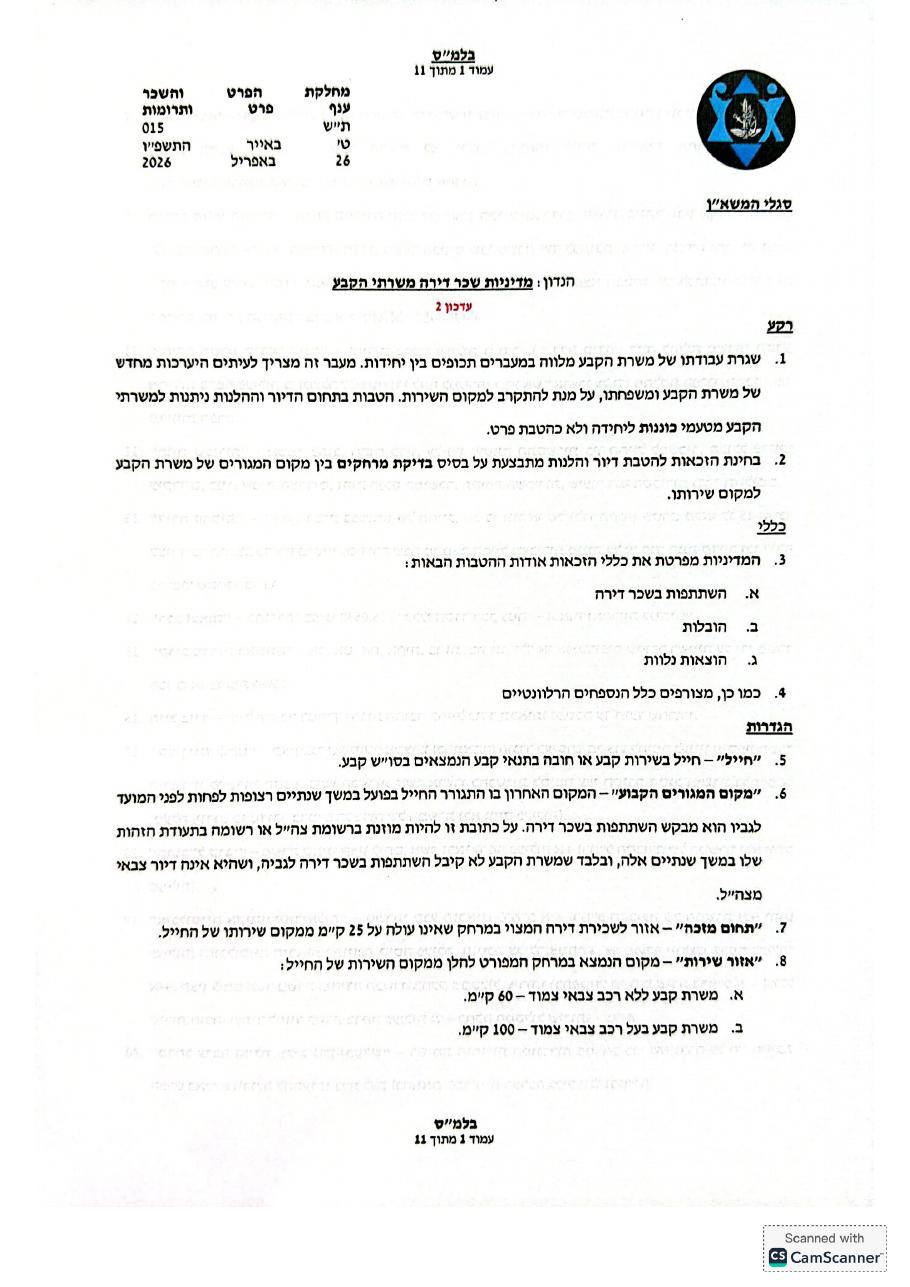 בלמ"ס
עמוד 1 מתוך 11
מחלקת הפרט והשכר
ענף פרט ותרומות
ת"ש 015
ט' באייר התשפ"ו
26 באפריל 2026
סגלי המשא"ן
הנדון: מדיניות שכר דירה משרתי הקבע
עדכון 2
רקע
1. שגרת עבודתו של משרת הקבע מלווה במעברים תכופים בין יחידות. מעבר זה מצריך לעיתים היערכות מחדש
של משרת הקבע ומשפחתו, על מנת להתקרב למקום השירות. הטבות בתחום הדיור וההלנות ניתנות למשרתי
הקבע מטעמי כוננות ליחידה ולא כהטבת פרט.
2. בחינת הזכאות להטבת דיור והלנות מתבצעת על בסיס בדיקת מרחקים בין מקום המגורים של משרת הקבע
למקום שירותו.
כללי
3. המדיניות מפרטת את כללי הזכאות אודות ההטבות הבאות:
א. השתתפות בשכר דירה
ב. הובלות
ג. הוצאות נלוות
4. כמו כן, מצורפים כלל הנספחים הרלוונטיים
הגדרות
5. "חייל" – חייל בשירות קבע או חובה בתנאי קבע הנמצאים בסו"ש קבע.
6. "מקום המגורים הקבוע" – המקום האחרון בו התגורר החייל בפועל במשך שנתיים רצופות לפחות לפני המועד
לגביו הוא מבקש השתתפות בשכר דירה. על כתובת זו להיות מוזנת ברשומת צה"ל או רשומה בתעודת הזהות
שלו במשך שנתיים אלה, ובלבד שמשרת הקבע לא קיבל השתתפות בשכר דירה לגביה, ושהיא אינה דיור צבאי
מצה"ל.
7. "תחום מזכה" – אזור לשכירת דירה המצוי במרחק שאינו עולה על 25 ק"מ ממקום שירותו של החייל.
8. "אזור שירות" – מקום הנמצא במרחק המפורט להלן ממקום השירות של החייל:
א. משרת קבע ללא רכב צבאי צמוד – 60 ק"מ.
ב. משרת קבע בעל רכב צבאי צמוד – 100 ק"מ.
בלמ"ס
עמוד 1 מתוך 11
Scanned with
CS CamScanner